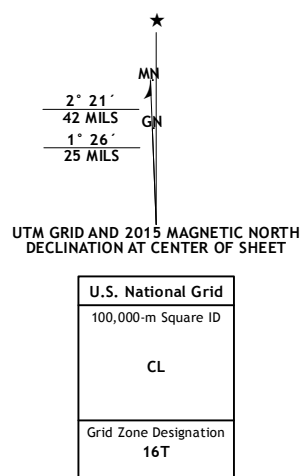 MN
2° 21´
42 MILS
GN
1° 26´
25 MILS
UTM GRID AND 2015 MAGNETIC NORTH
DECLINATION AT CENTER OF SHEET
U.S. National Grid
100,000-m Square ID
CL
Grid Zone Designation
16T